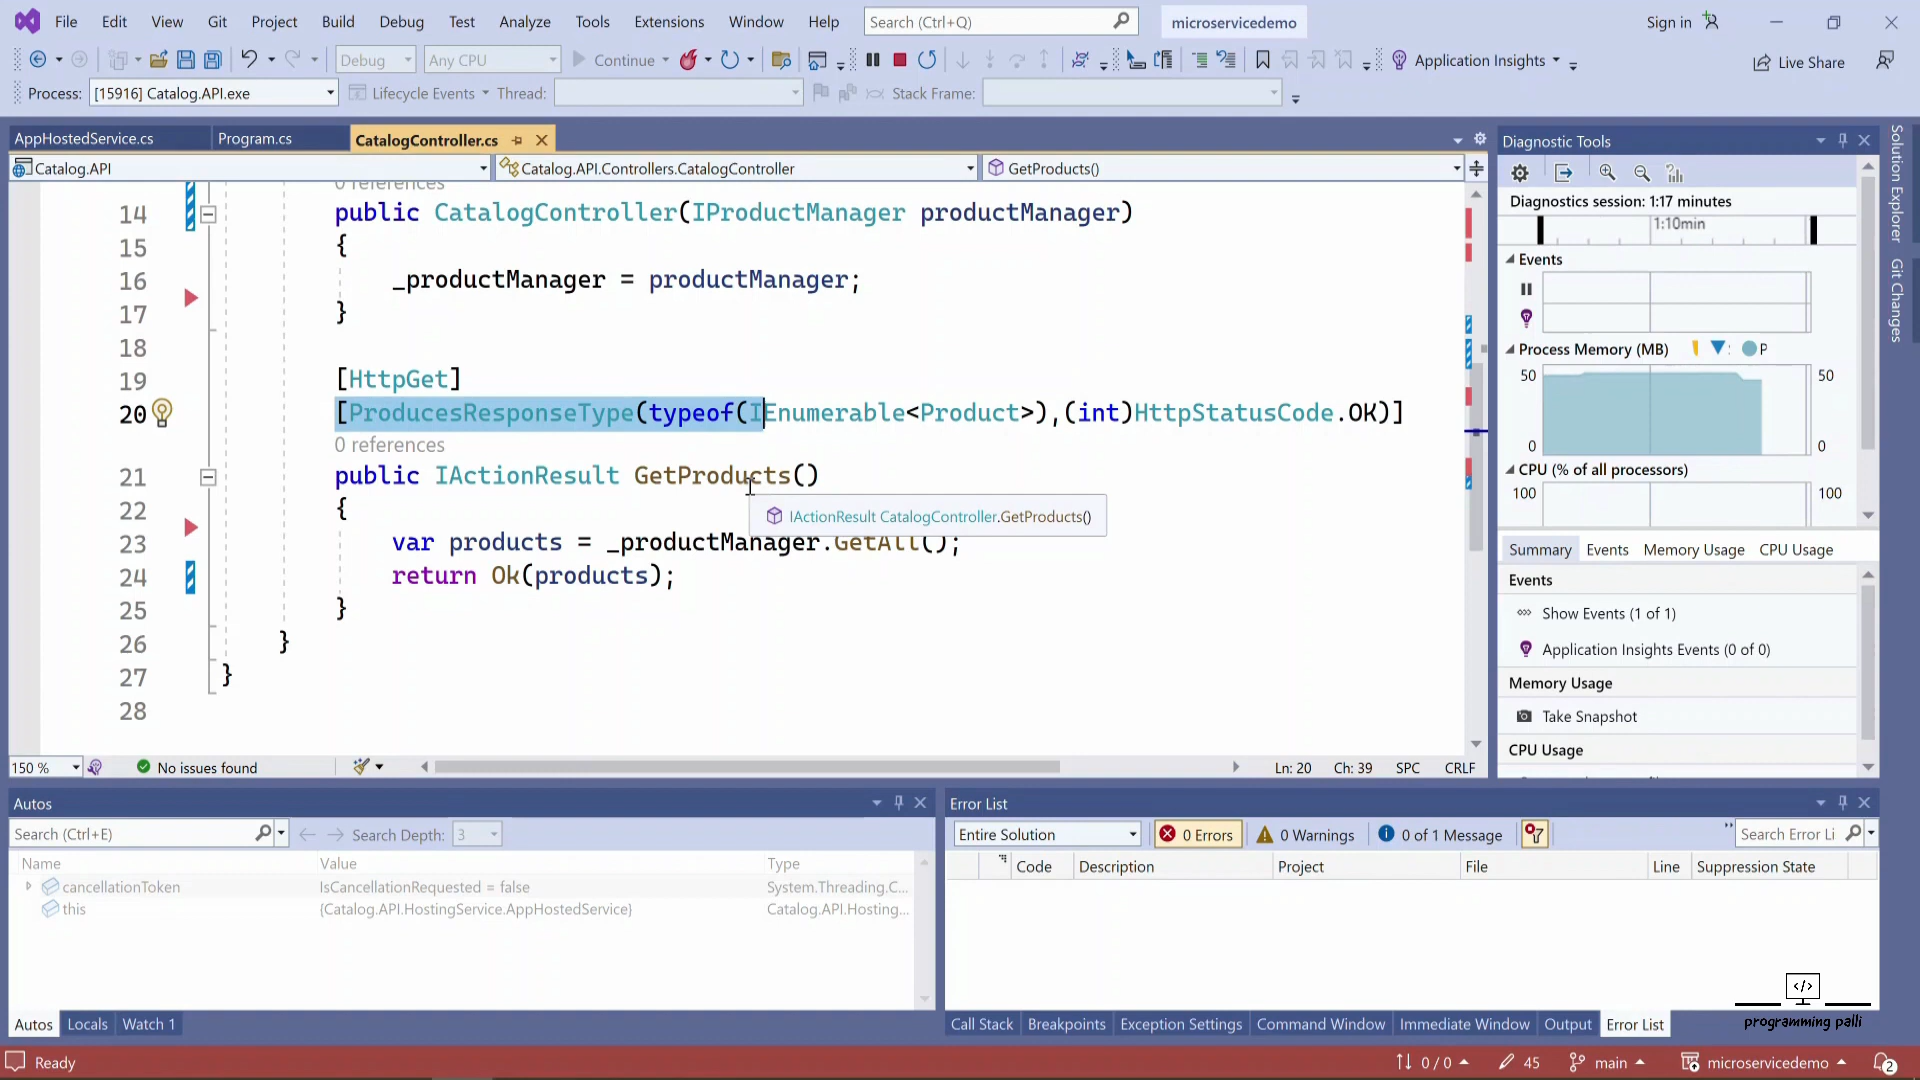 File Edit View Git Project Build Debug Test Analyze Tools Extensions Window Help Search (Ctrl+Q) microservicedemo Sign in
Debug Any CPU Continue Application Insights Live Share
Process: [15916] Catalog.API.exe Lifecycle Events Thread: Stack Frame:
AppHostedService.cs Program.cs CatalogController.cs
Catalog.API Catalog.API.Controllers.CatalogController GetProducts()
0 references
14 public CatalogController(IProductManager productManager)
15 {
16 _productManager = productManager;
17 }
18
19 [HttpGet]
20 [ProducesResponseType(typeof(IEnumerable<Product>),(int)HttpStatusCode.OK)]
0 references
21 public IActionResult GetProducts()
22 {
IActionResult CatalogController.GetProducts()
23 var products = _productManager.GetAll();
24 return Ok(products);
25 }
26 }
27 }
28
150 % No issues found Ln: 20 Ch: 39 SPC CRLF
Diagnostic Tools
Diagnostics session: 1:17 minutes
1:10min
Events
Process Memory (MB) P
50 50
0 0
CPU (% of all processors)
100 100
Summary Events Memory Usage CPU Usage
Events
Show Events (1 of 1)
Application Insights Events (0 of 0)
Memory Usage
Take Snapshot
CPU Usage
Solution Explorer
Git Changes
Autos
Search (Ctrl+E) Search Depth: 3
Name Value Type
cancellationToken IsCancellationRequested = false System.Threading.C...
this {Catalog.API.HostingService.AppHostedService} Catalog.API.Hosting...
Autos Locals Watch 1
Error List
Entire Solution 0 Errors 0 Warnings 0 of 1 Message Search Error Li
Code Description Project File Line Suppression State
</>
programming palli
Call Stack Breakpoints Exception Settings Command Window Immediate Window Output Error List
Ready 0 / 0 45 main microservicedemo 2